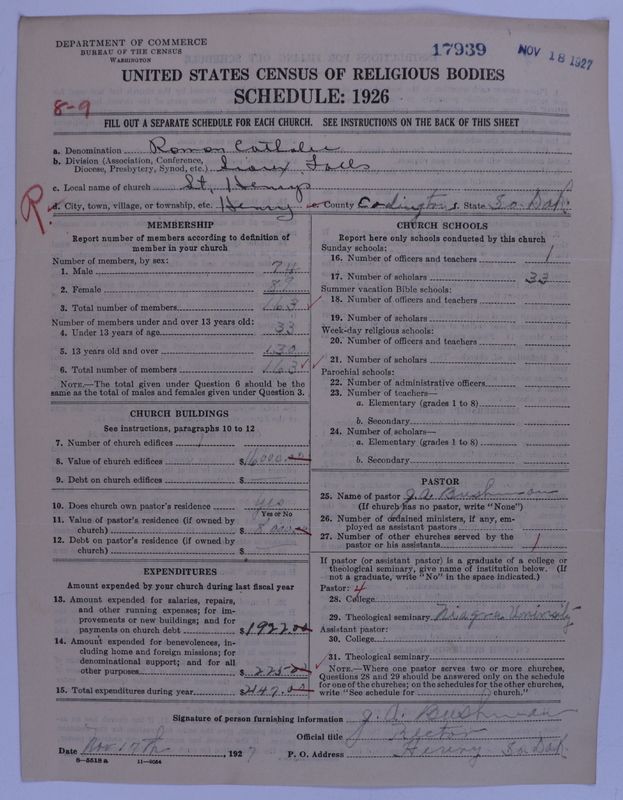 DEPARTMENT OF COMMERCE
BUREAU OF THE CENSUS
WASHINGTON
17939
NOV 18 1927
UNITED STATES CENSUS OF RELIGIOUS BODIES
SCHEDULE: 1926
8-9
FILL OUT A SEPARATE SCHEDULE FOR EACH CHURCH. SEE INSTRUCTIONS ON THE BACK OF THIS SHEET
a. Denomination Roman Catholic
b. Division (Association, Conference, Diocese, Presbytery, Synod, etc.) Sioux Falls
c. Local name of church St. Henrys
R.
d. City, town, village, or township, etc. Henry e. County Codington f. State So. Dak.
MEMBERSHIP
Report number of members according to definition of
member in your church
Number of members, by sex:
1. Male 74
2. Female 89
3. Total number of members 163
Number of members under and over 13 years old:
4. Under 13 years of age 33
5. 13 years old and over 130
6. Total number of members 163
NOTE.—The total given under Question 6 should be
same as the total of males and females given under Question 3.
CHURCH BUILDINGS
See instructions, paragraphs 10 to 12
7. Number of church edifices 1
8. Value of church edifices $16000.00
9. Debt on church edifices $
10. Does church own pastor's residence yes
Yes or No
11. Value of pastor's residence (if owned by
church) $ 8000.00
12. Debt on pastor's residence (if owned by
church) $
EXPENDITURES
Amount expended by your church during last fiscal year
13. Amount expended for salaries, repairs,
and other running expenses; for im-
provements or new buildings; and for
payments on church debt $1922.00
14. Amount expended for benevolences, in-
cluding home and foreign missions; for
denominational support; and for all
other purposes $ 225.00
15. Total expenditures during year $2147.00
CHURCH SCHOOLS
Report here only schools conducted by this church
Sunday schools:
16. Number of officers and teachers 1
17. Number of scholars 33
Summer vacation Bible schools:
18. Number of officers and teachers
19. Number of scholars
Week-day religious schools:
20. Number of officers and teachers
21. Number of scholars
Parochial schools:
22. Number of administrative officers
23. Number of teachers—
a. Elementary (grades 1 to 8)
b. Secondary
24. Number of scholars—
a. Elementary (grades 1 to 8)
b. Secondary
PASTOR
25. Name of pastor J. A. Bushman
(If church has no pastor, write "None")
26. Number of ordained ministers, if any, em-
ployed as assistant pastors
27. Number of other churches served by the
pastor or his assistants 1
If pastor (or assistant pastor) is a graduate of a college or
theological seminary, give name of institution below. (If
not a graduate, write "No" in the space indicated.)
Pastor: 4
28. College
29. Theological seminary Niagra University
Assistant pastor:
30. College
31. Theological seminary
NOTE.—Where one pastor serves two or more churches,
Questions 28 and 29 should be answered only on the schedule
for one of the churches; on the schedules for the other churches,
write "See schedule for church."
Signature of person furnishing information J. A. Bushman
Official title Rector
Date Nov. 17th, 1927 P. O. Address Henry So. Dak.
8-5518 a 11-9034